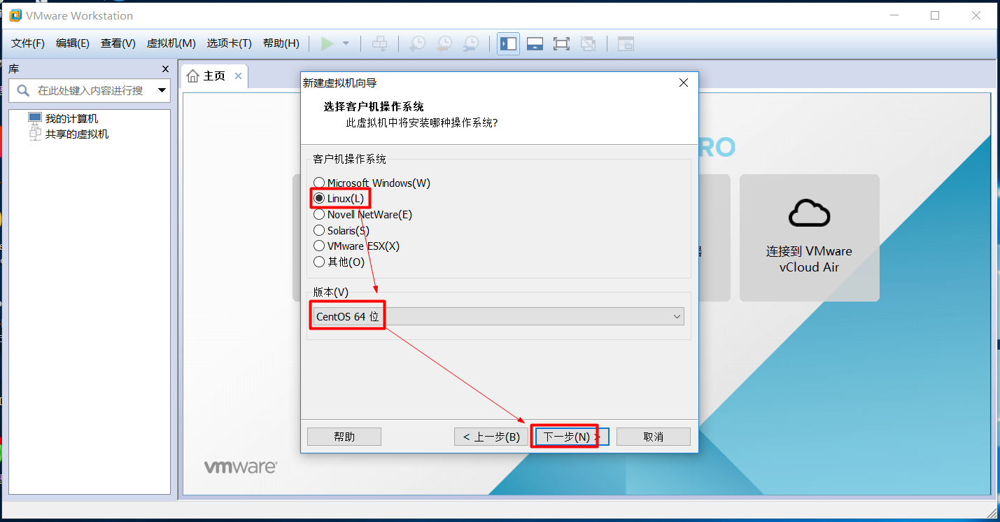 VMware Workstation
文件(F) 编辑(E) 查看(V) 虚拟机(M) 选项卡(T) 帮助(H)
库
主页
在此处键入内容进行搜
我的计算机
共享的虚拟机
新建虚拟机向导
选择客户机操作系统
此虚拟机中将安装哪种操作系统?
RO
客户机操作系统
Microsoft Windows(W)
Linux(L)
Novell NetWare(E)
Solaris(S)
VMware ESX(X)
其他(O)
版本(V)
CentOS 64 位
器
连接到 VMware
vCloud Air
帮助 < 上一步(B) 下一步(N) > 取消
vmware